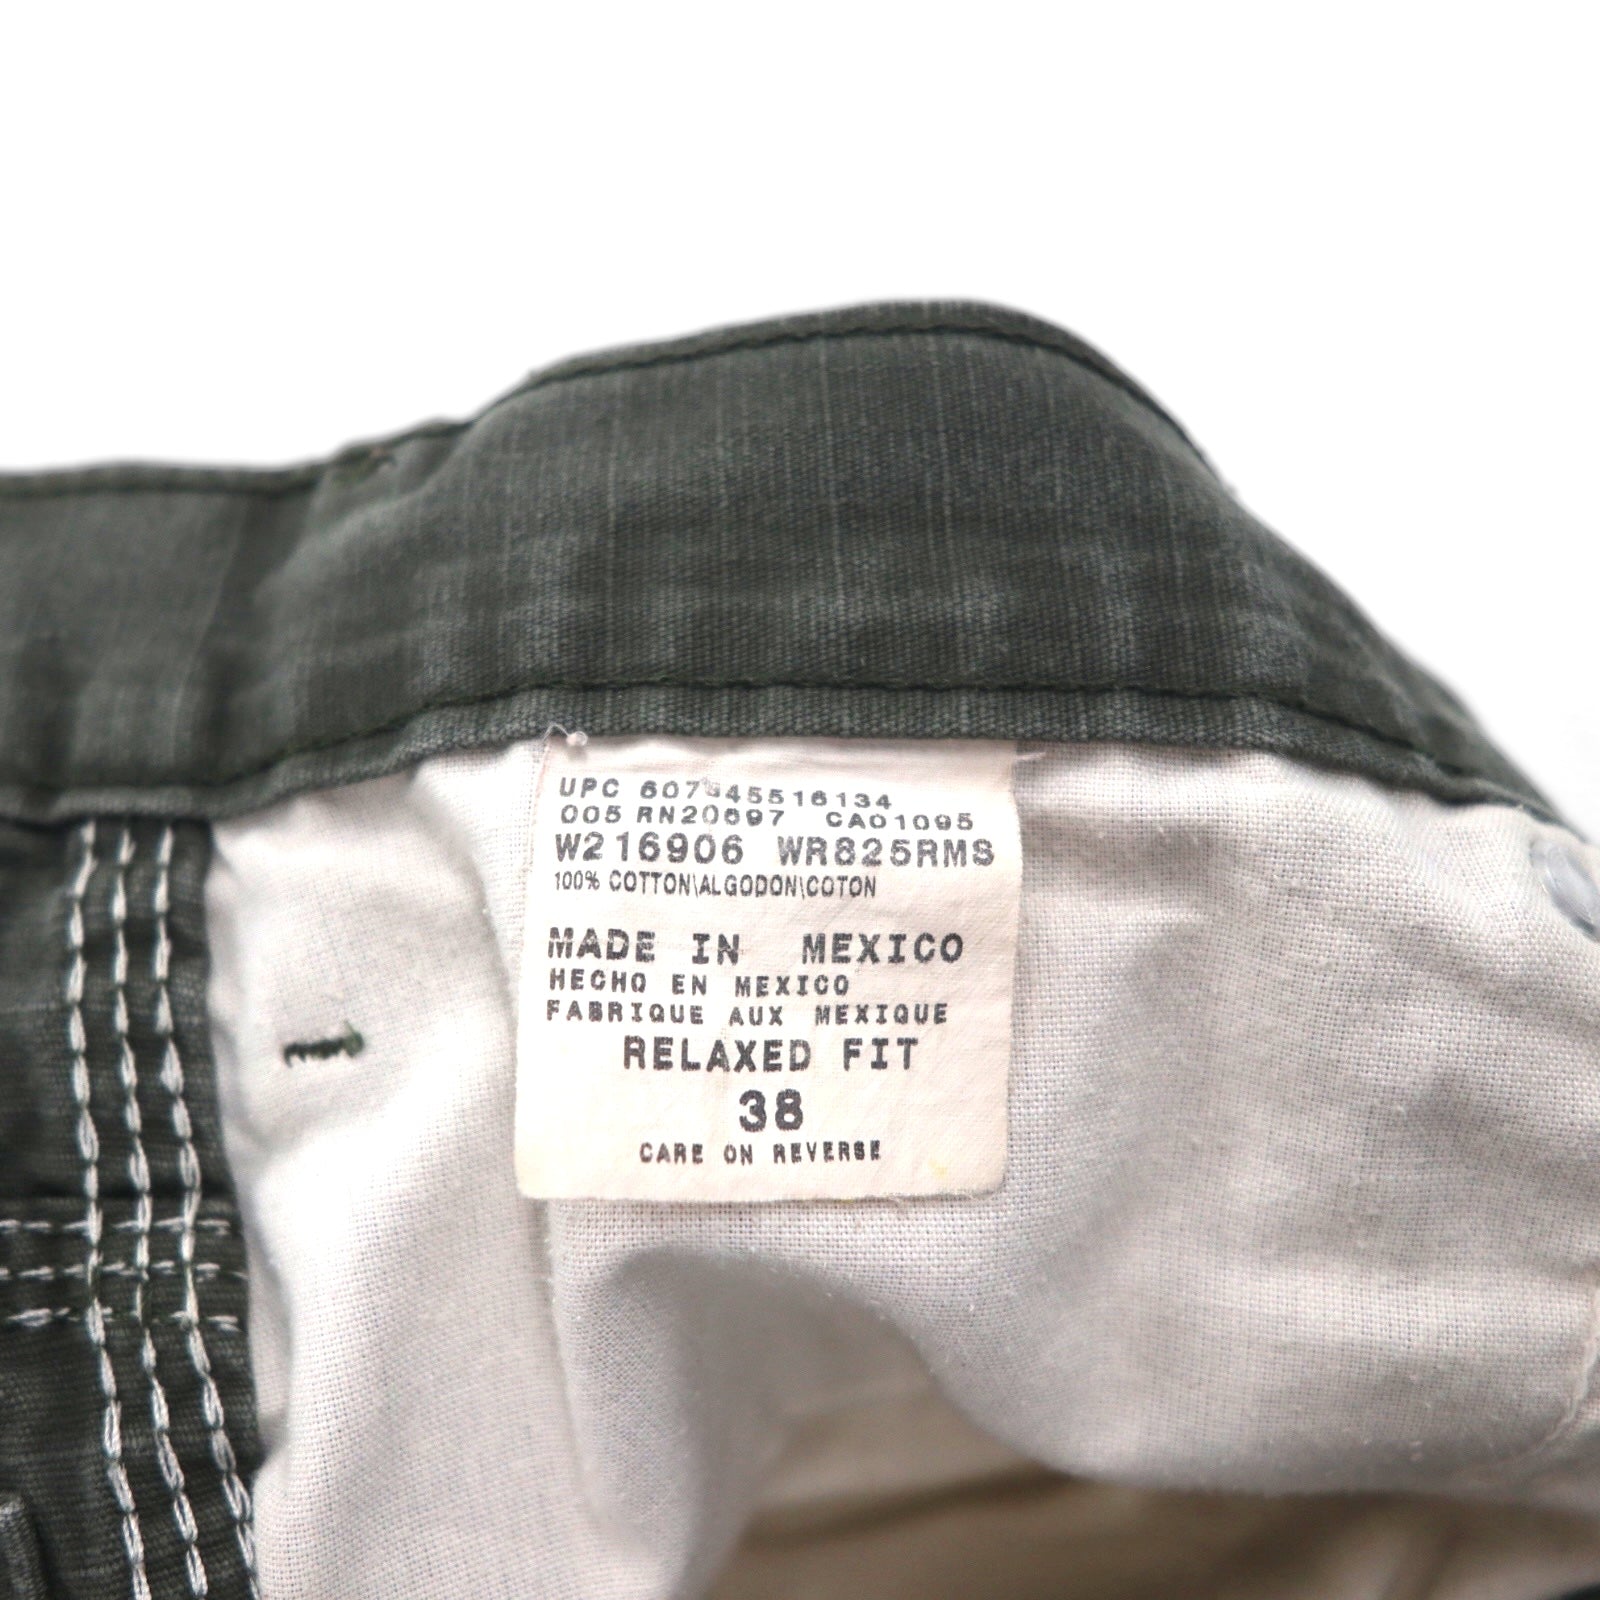 UPC 607645516134
005 RN20697 CA01095
W216906 WR825RMS
100% COTTON\ALGODON\COTON
MADE IN MEXICO
HECHO EN MEXICO
FABRIQUE AUX MEXIQUE
RELAXED FIT
38
CARE ON REVERSE